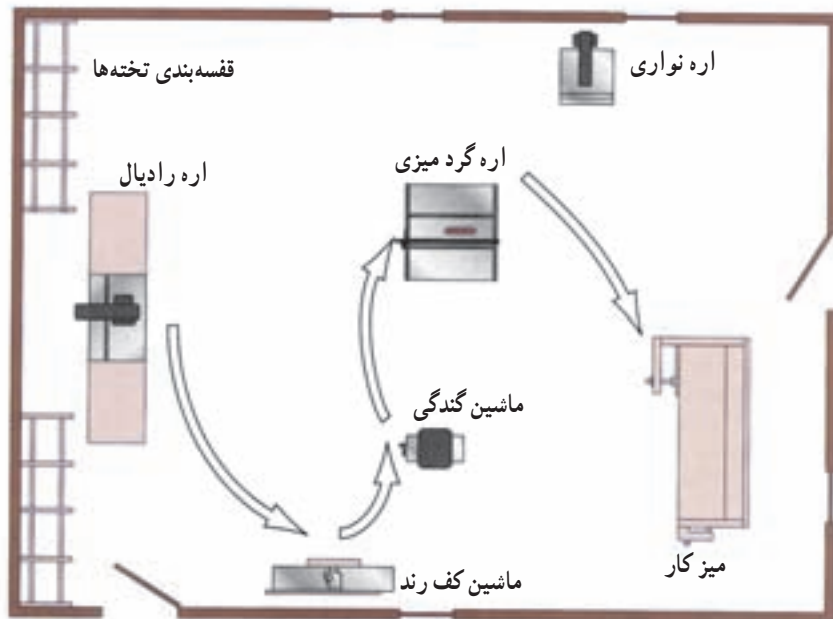 قفسه‌بندی تخته‌ها
اره نواری
اره گرد میزی
اره رادیال
ماشین گندگی
ماشین کف رند
میز کار